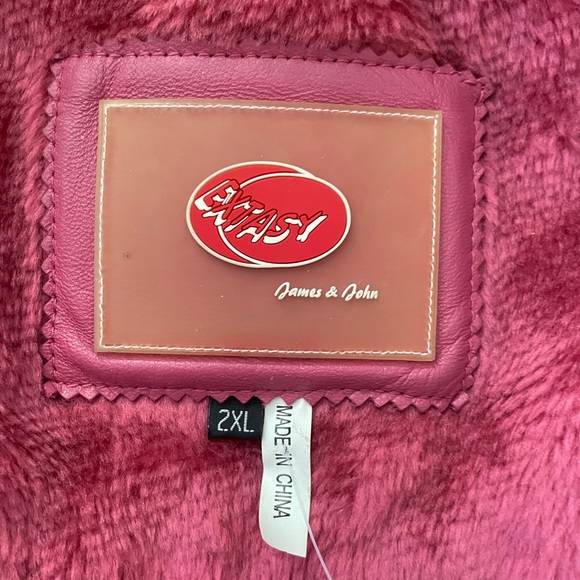 EXTASY
James & John
2XL
MADE IN CHINA